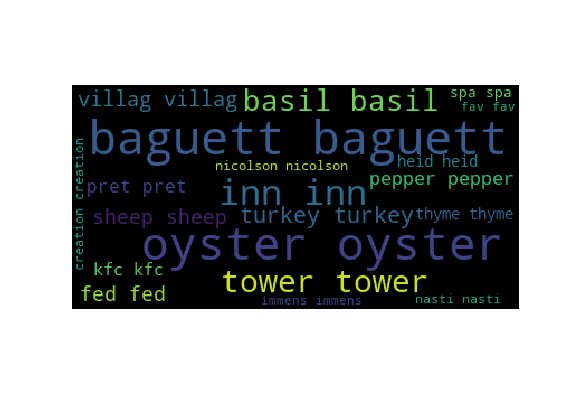 villag villag
basil basil
spa spa
fav fav
baguett baguett
nicolson nicolson
heid heid
creation creation
pret pret
inn inn
pepper pepper
sheep sheep
turkey turkey
thyme thyme
oyster oyster
kfc kfc
tower tower
fed fed
immens immens
nasti nasti